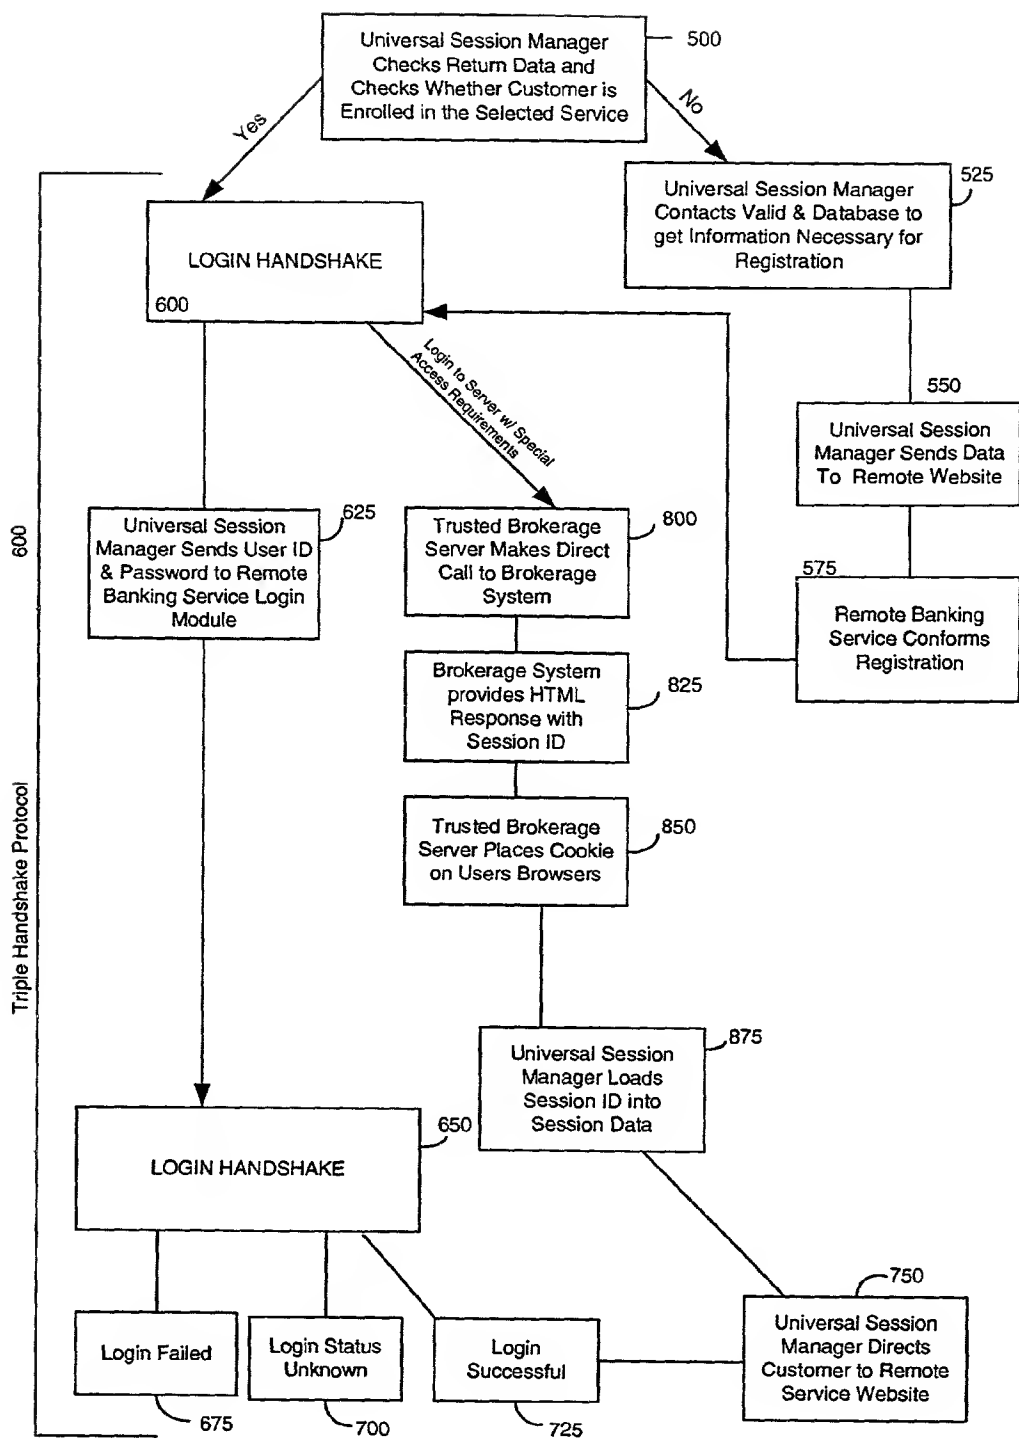 Universal Session Manager
Checks Return Data and
Checks Whether Customer is
Enrolled in the Selected Service
500
Yes
No
Universal Session Manager
Contacts Valid & Database to
get Information Necessary for
Registration
525
LOGIN HANDSHAKE
600
Login to Server w/ Special
Access Requirements
550
Universal Session
Manager Sends Data
To Remote Website
Universal Session
Manager Sends User ID
& Password to Remote
Banking Service Login
Module
625
Trusted Brokerage
Server Makes Direct
Call to Brokerage
System
800
575
Remote Banking
Service Conforms
Registration
600
Triple Handshake Protocol
Brokerage System
provides HTML
Response with
Session ID
825
Trusted Brokerage
Server Places Cookie
on Users Browsers
850
Universal Session
Manager Loads
Session ID into
Session Data
875
LOGIN HANDSHAKE
650
Login Failed
675
Login Status
Unknown
700
Login
Successful
725
Universal Session
Manager Directs
Customer to Remote
Service Website
750